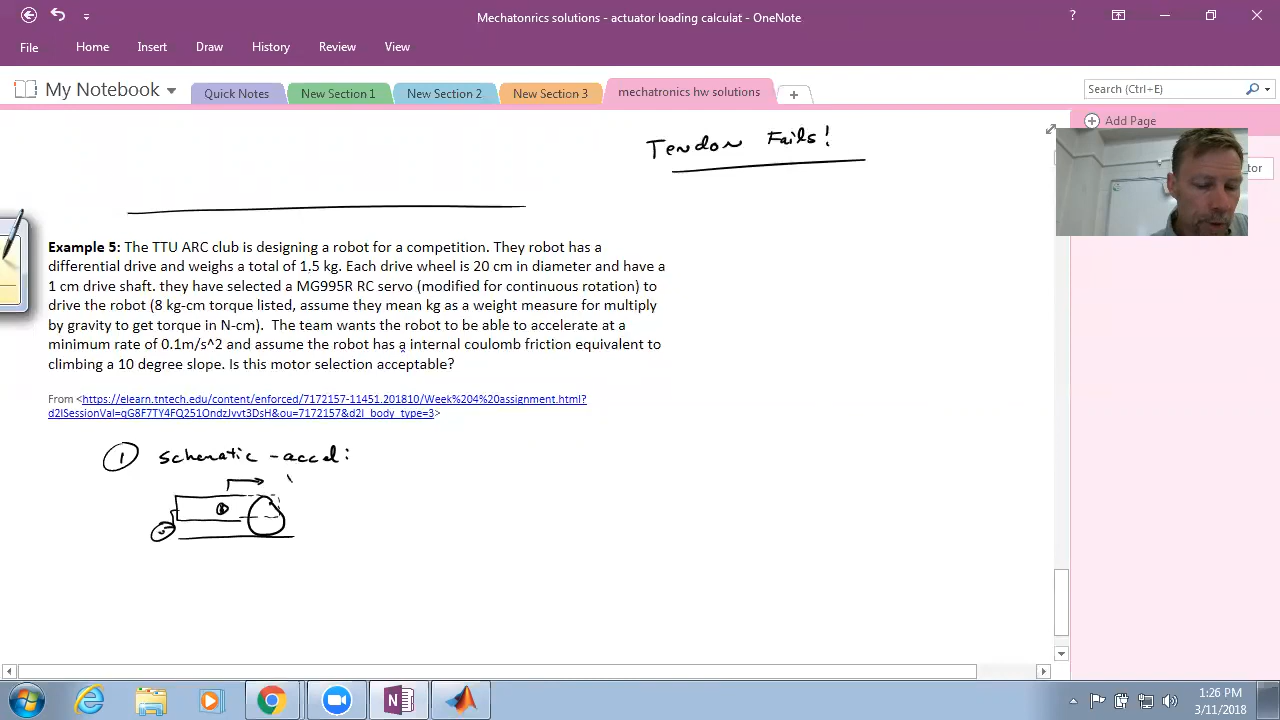 Mechatonrics solutions - actuator loading calculat - OneNote
?
File Home Insert Draw History Review View
My Notebook Quick Notes New Section 1 New Section 2 New Section 3 mechatronics hw solutions + Search (Ctrl+E)
Add Page
Tendon Fails!
Example 5: The TTU ARC club is designing a robot for a competition. They robot has a
differential drive and weighs a total of 1.5 kg. Each drive wheel is 20 cm in diameter and have a
1 cm drive shaft. they have selected a MG995R RC servo (modified for continuous rotation) to
drive the robot (8 kg-cm torque listed, assume they mean kg as a weight measure for multiply
by gravity to get torque in N-cm). The team wants the robot to be able to accelerate at a
minimum rate of 0.1m/s^2 and assume the robot has a internal coulomb friction equivalent to
climbing a 10 degree slope. Is this motor selection acceptable?
From <https://elearn.tntech.edu/content/enforced/7172157-11451.201810/Week%204%20assignment.html?
d2lSessionVal=qG8F7TY4FQ251OndzJvvt3DsH&ou=7172157&d2l_body_type=3>
1 schematic - accel:
1:26 PM
3/11/2018